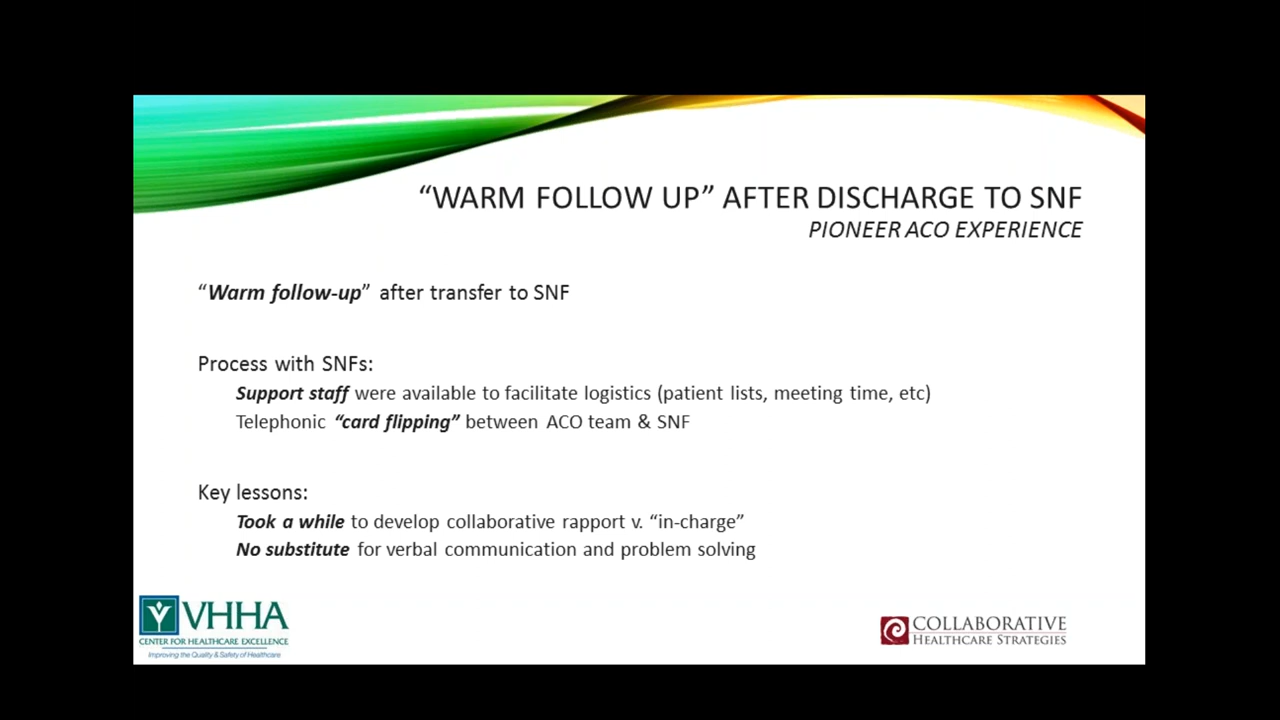 “WARM FOLLOW UP” AFTER DISCHARGE TO SNF
PIONEER ACO EXPERIENCE
“Warm follow-up” after transfer to SNF
Process with SNFs:
Support staff were available to facilitate logistics (patient lists, meeting time, etc)
Telephonic “card flipping” between ACO team & SNF
Key lessons:
Took a while to develop collaborative rapport v. “in-charge”
No substitute for verbal communication and problem solving
VHHA
CENTER FOR HEALTHCARE EXCELLENCE
Improving the Quality & Safety of Healthcare
COLLABORATIVE
HEALTHCARE STRATEGIES